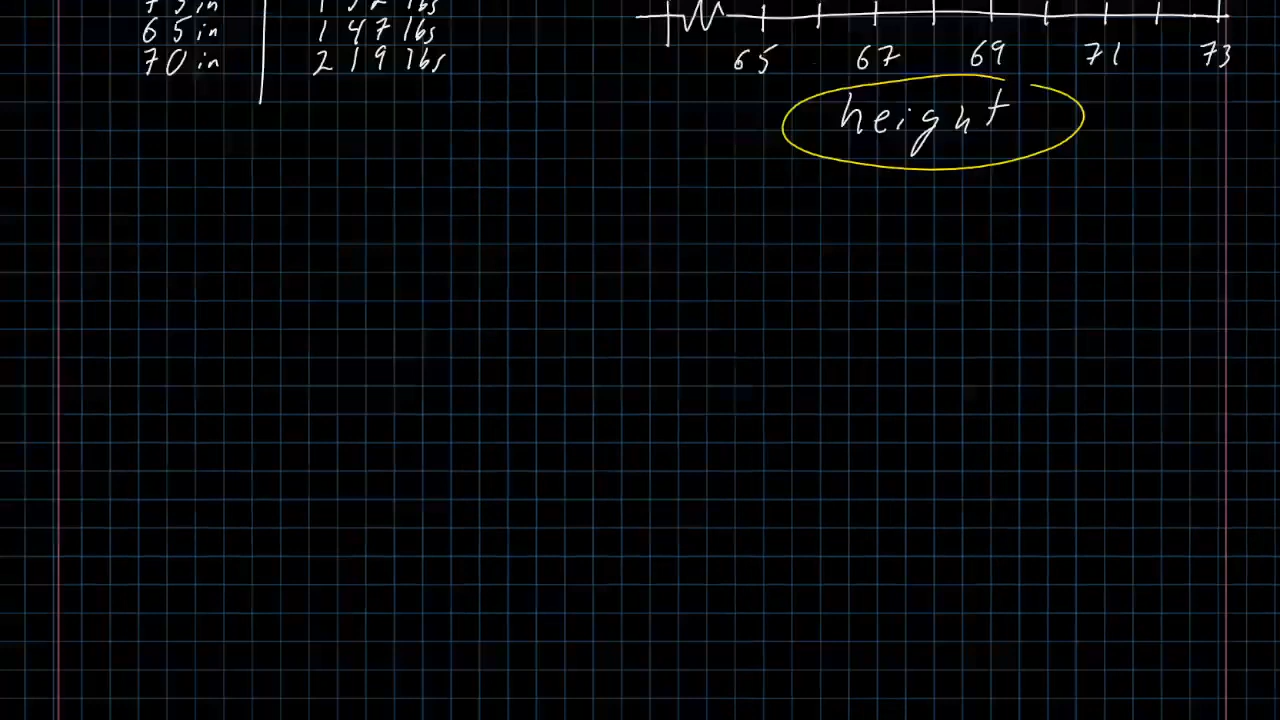 65 in 147 lbs
70 in 219 lbs
65 67 69 71 73
height